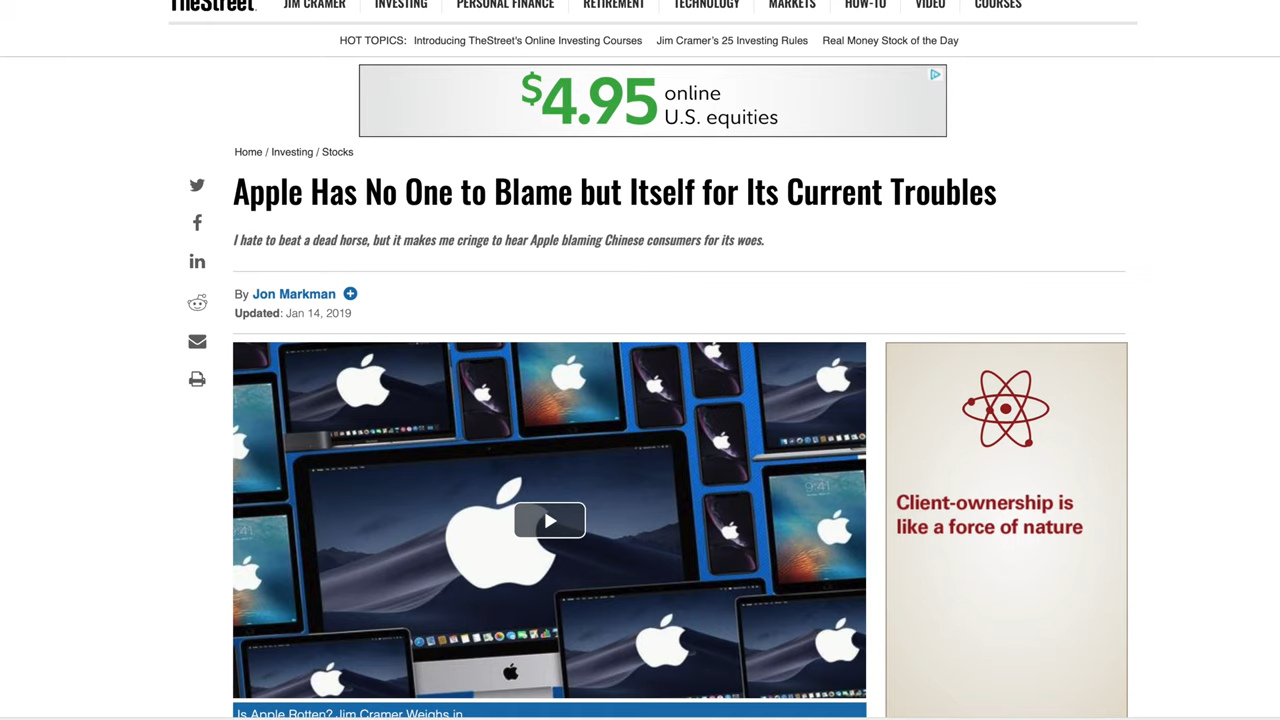 TheStreet
JIM CRAMER INVESTING PERSONAL FINANCE RETIREMENT TECHNOLOGY MARKETS HOW-TO VIDEO COURSES
HOT TOPICS: Introducing TheStreet's Online Investing Courses Jim Cramer's 25 Investing Rules Real Money Stock of the Day
$4.95 online
U.S. equities
Home / Investing / Stocks
Apple Has No One to Blame but Itself for Its Current Troubles
I hate to beat a dead horse, but it makes me cringe to hear Apple blaming Chinese consumers for its woes.
By Jon Markman
Updated: Jan 14, 2019
9:41
9:41
Client-ownership is
like a force of nature
Is Apple Rotten? Jim Cramer Weighs in